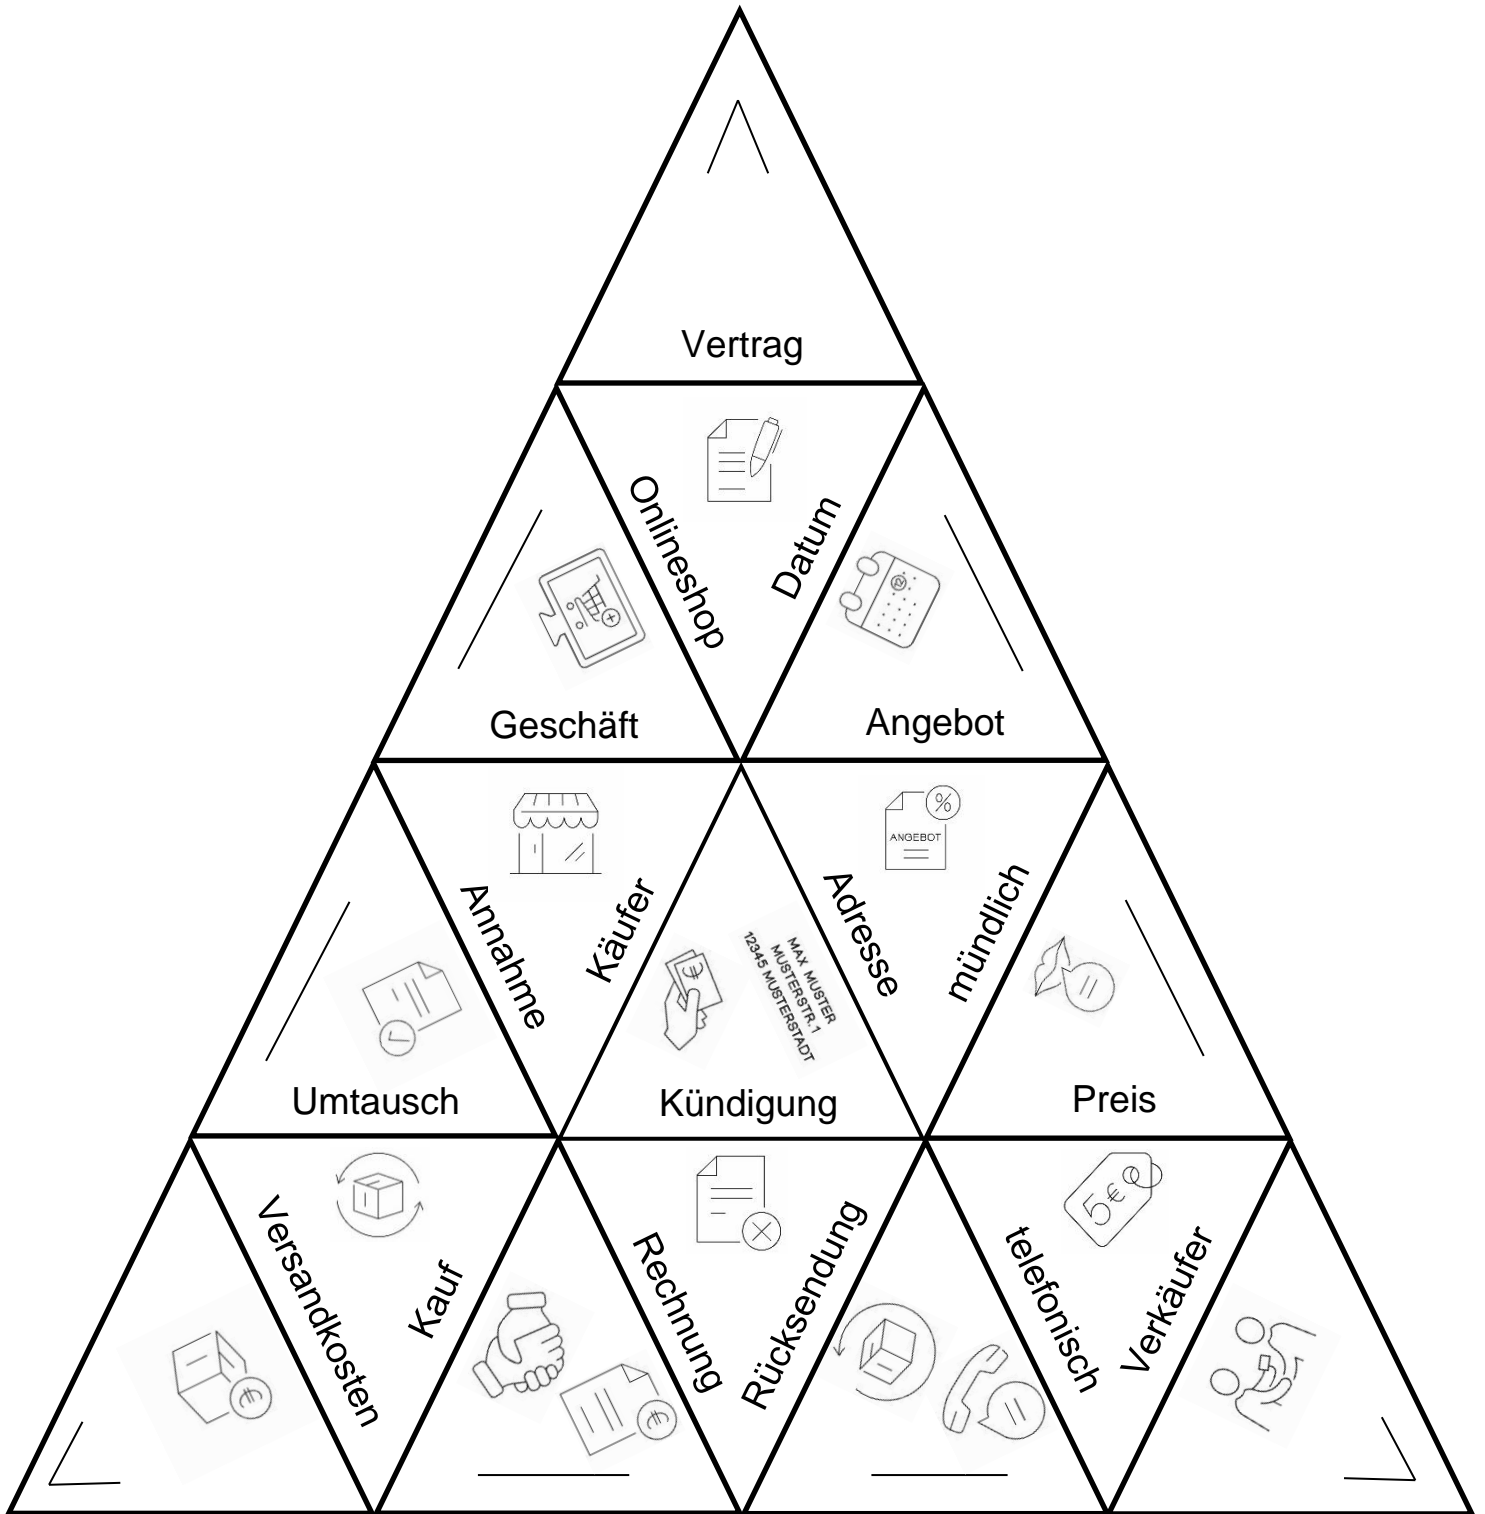 Vertrag
Onlineshop
Datum
12
Geschäft
Angebot
%
ANGEBOT
Annahme
Käufer
€
MAX MUSTER
MUSTERSTR. 1
12345 MUSTERSTADT
Adresse
mündlich
Umtausch
Kündigung
Preis
5€
Versandkosten
Kauf
€
€
Rechnung
Rücksendung
telefonisch
Verkäufer